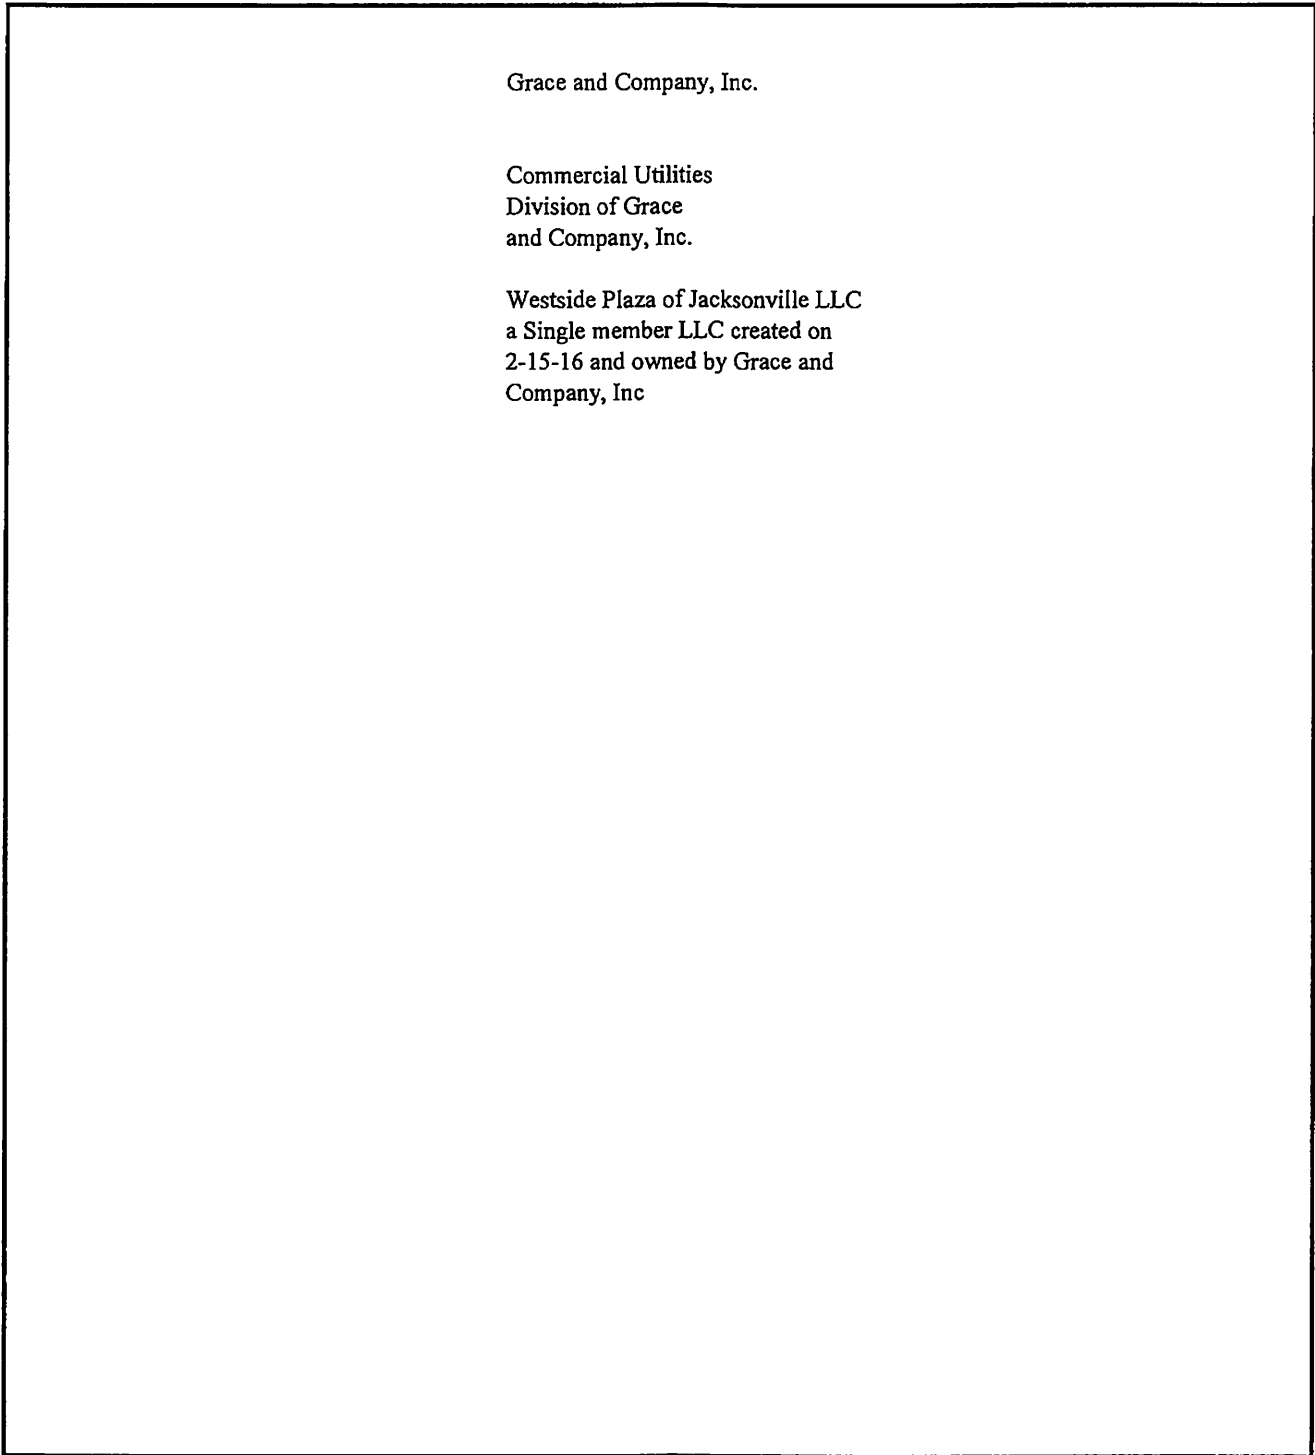 Grace and Company, Inc.
Commercial Utilities
Division of Grace
and Company, Inc.
Westside Plaza of Jacksonville LLC
a Single member LLC created on
2-15-16 and owned by Grace and
Company, Inc